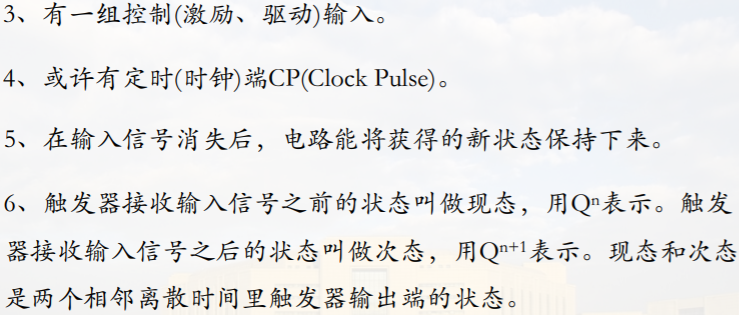 3、有一组控制(激励、驱动)输入。
4、或许有定时(时钟)端CP(Clock Pulse)。
5、在输入信号消失后，电路能将获得的新状态保持下来。
6、触发器接收输入信号之前的状态叫做现态，用Qⁿ表示。触发
器接收输入信号之后的状态叫做次态，用Qⁿ⁺¹表示。现态和次态
是两个相邻离散时间里触发器输出端的状态。